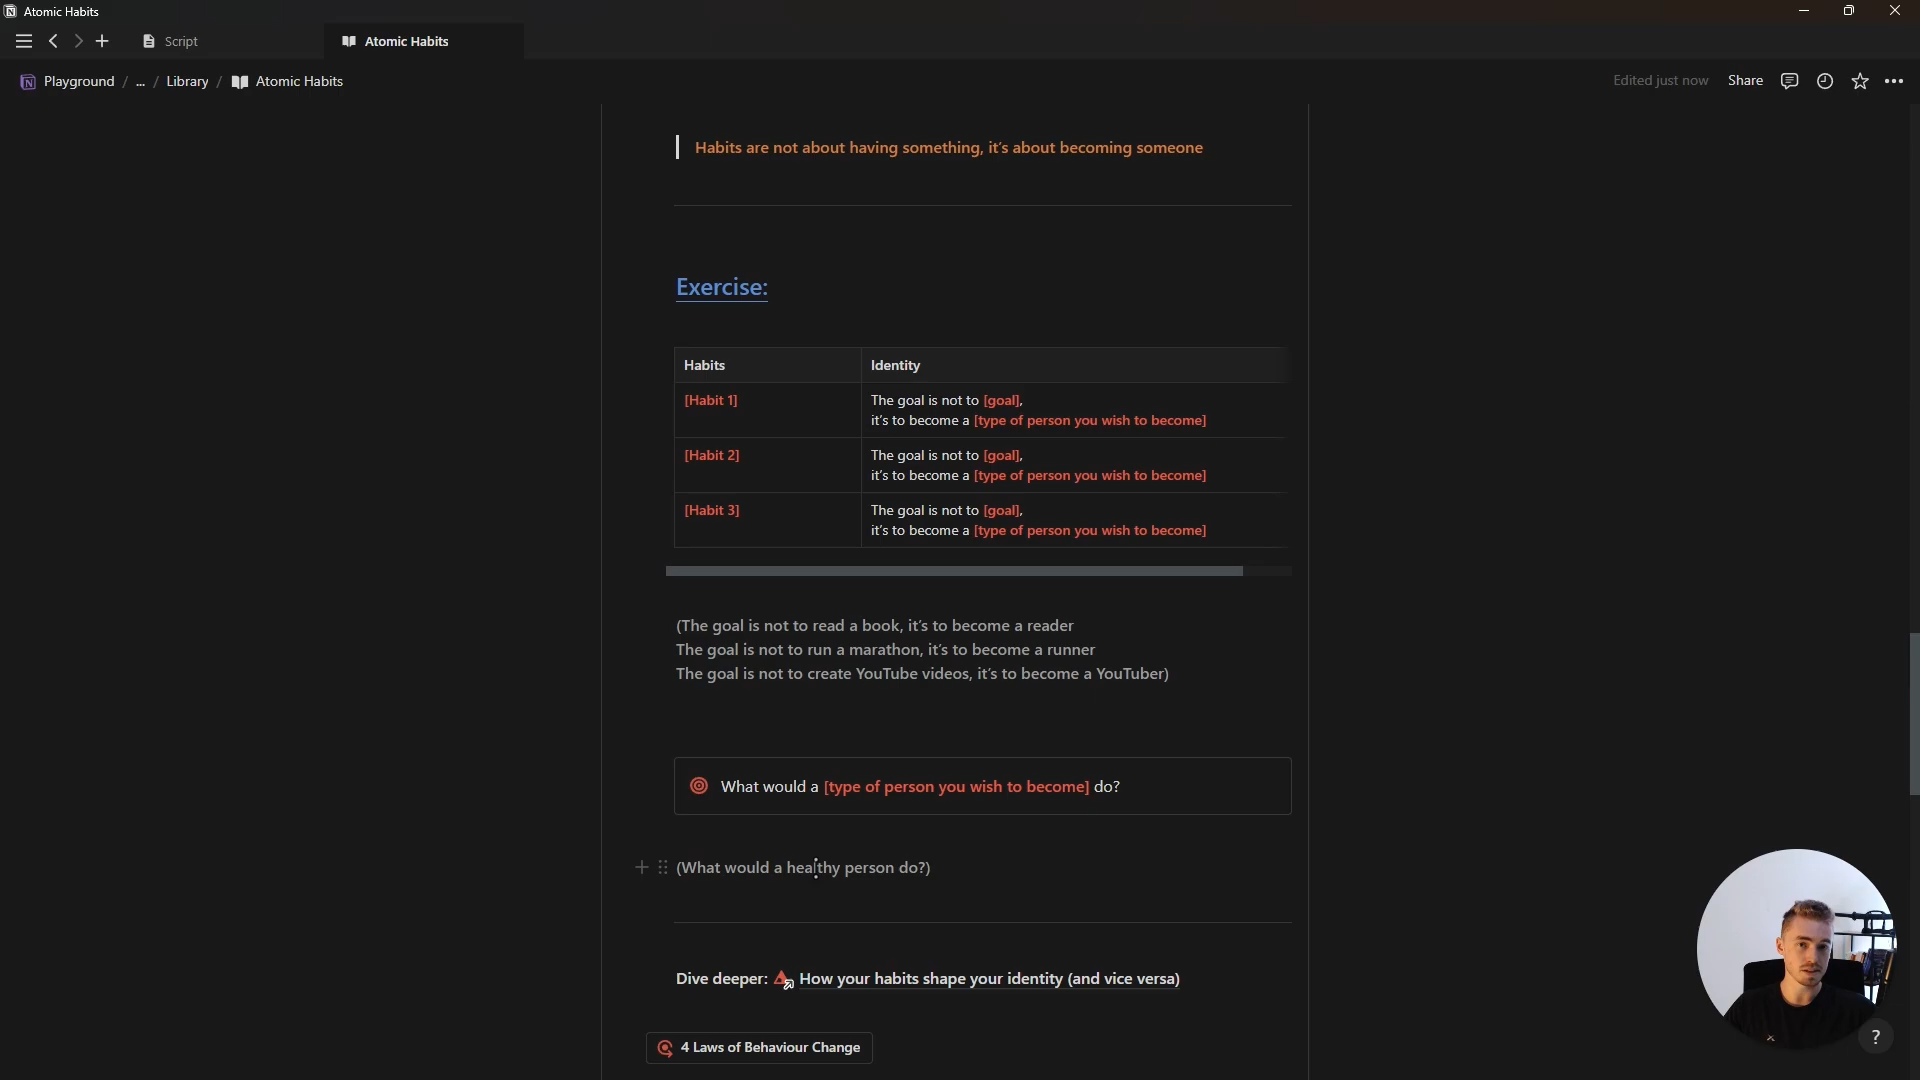 Atomic Habits
Script
Atomic Habits
Playground / ... / Library / Atomic Habits
Edited just now
Share
Habits are not about having something, it's about becoming someone
Exercise:
Habits
Identity
[Habit 1]
The goal is not to [goal],
it's to become a [type of person you wish to become]
[Habit 2]
The goal is not to [goal],
it's to become a [type of person you wish to become]
[Habit 3]
The goal is not to [goal],
it's to become a [type of person you wish to become]
(The goal is not to read a book, it's to become a reader
The goal is not to run a marathon, it's to become a runner
The goal is not to create YouTube videos, it's to become a YouTuber)
What would a [type of person you wish to become] do?
(What would a healthy person do?)
Dive deeper: How your habits shape your identity (and vice versa)
4 Laws of Behaviour Change
?